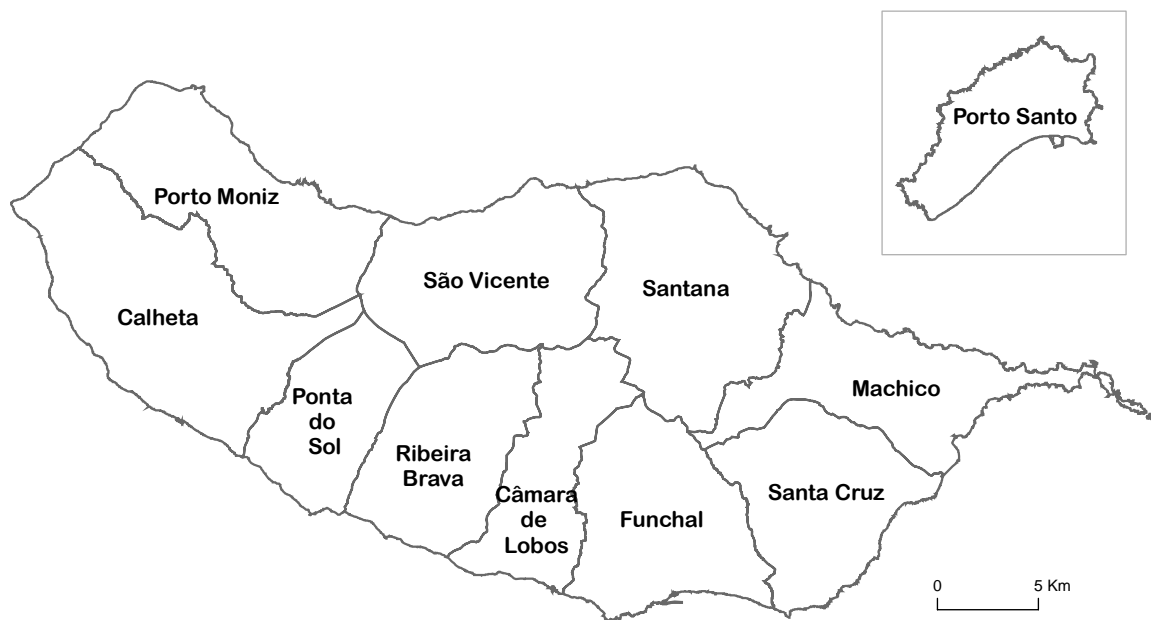 Porto Santo
Porto Moniz
São Vicente
Santana
Calheta
Machico
Ponta
do
Sol
Ribeira
Brava
Câmara
de
Lobos
Funchal
Santa Cruz
0 5 Km